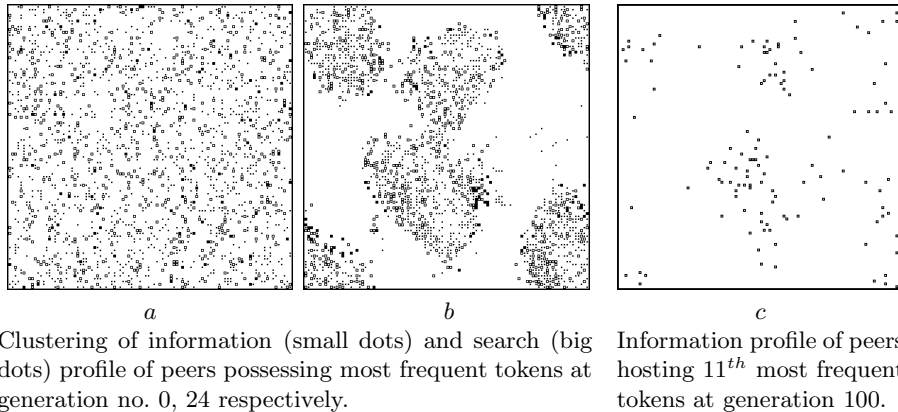 a
b
c
Clustering of information (small dots) and search (big
dots) profile of peers possessing most frequent tokens at
generation no. 0, 24 respectively.
Information profile of peers
hosting 11th most frequent
tokens at generation 100.